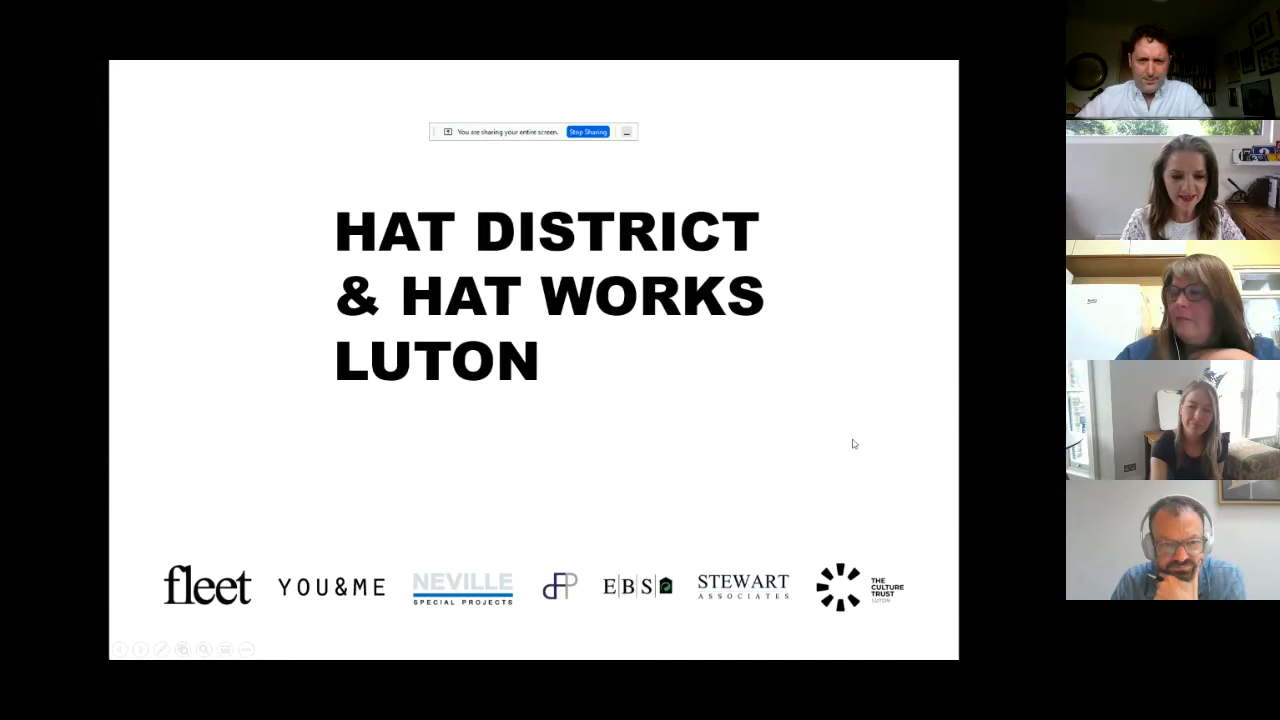 You are sharing your entire screen.
Stop Sharing
HAT DISTRICT
& HAT WORKS
LUTON
fleet
YOU&ME
NEVILLE
SPECIAL PROJECTS
dFP
E|B|S
STEWART
ASSOCIATES
THE
CULTURE
TRUST
LUTON